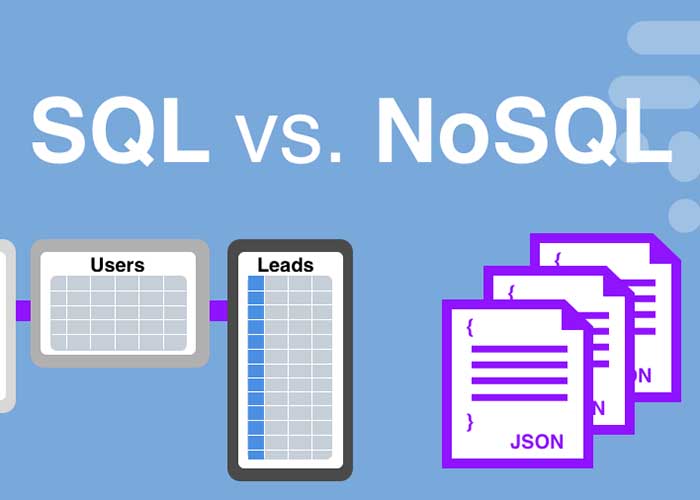 SQL vs. NoSQL
Users
Leads
{
{
{
}
JSON